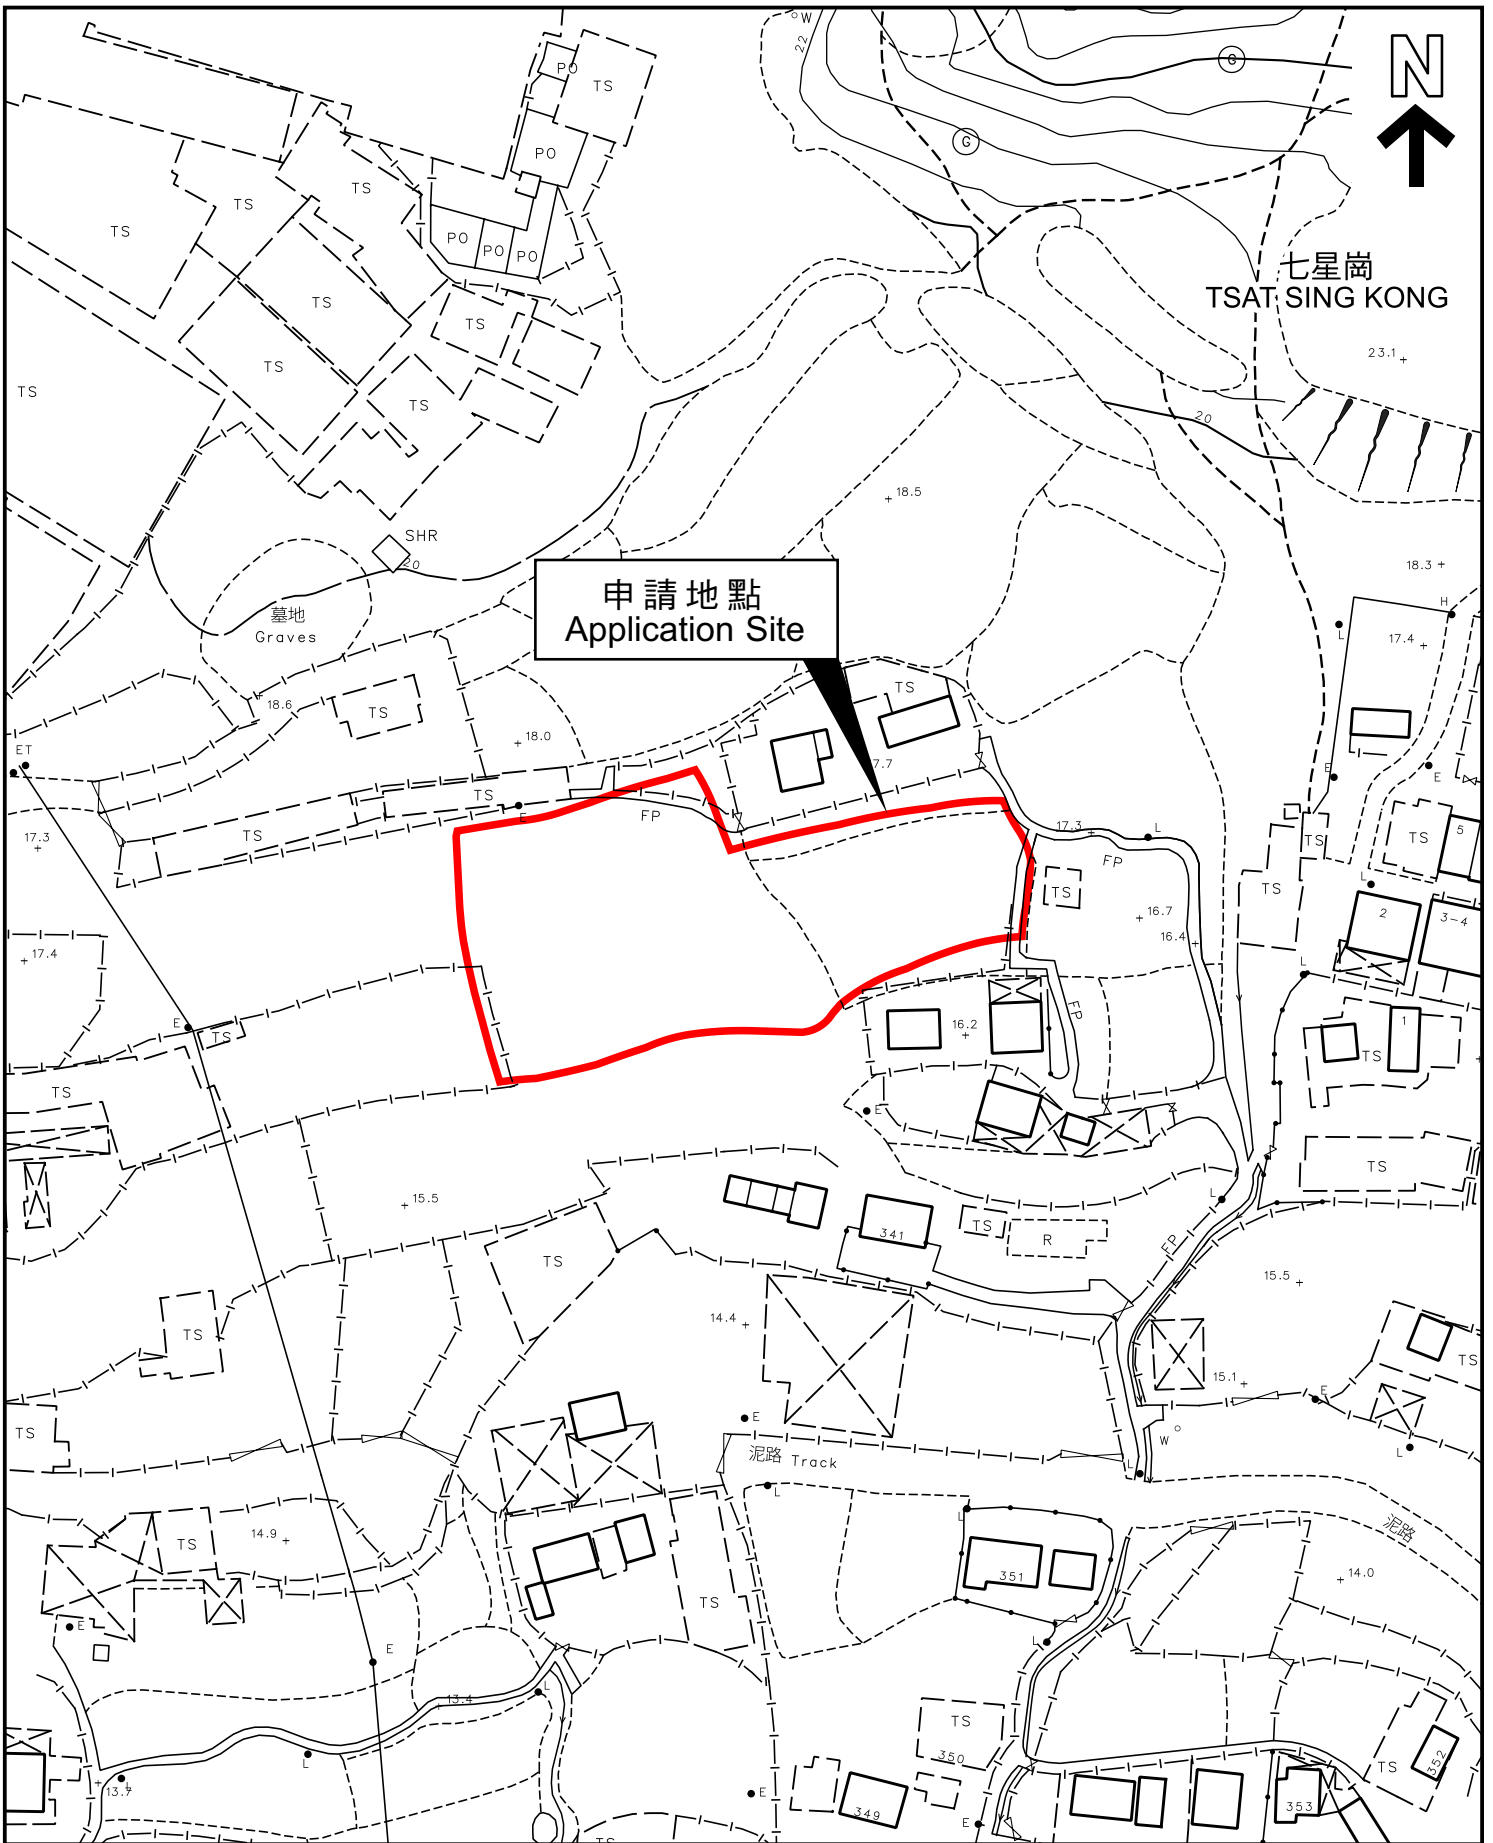 W
22
G
N
PO
TS
G
PO
TS
TS
TS
PO
PO
PO
七星崗
TSAT SING KONG
TS
TS
23.1
TS
TS
TS
20
18.5
SHR
20
18.3
申請地點
Application Site
H
L
17.4
墓地
Graves
TS
18.6
TS
18.0
ET
7.7
E
E
TS
E
FP
17.3
L
TS
17.3
FP
TS
TS
5
TS
TS
L
16.7
2
3-4
16.4
17.4
L
E
TS
16.2
FP
1
TS
TS
E
TS
15.5
L
341
TS
R
FP
TS
15.5
14.4
TS
TS
15.1
E
TS
E
W
L
泥路 Track
L
L
泥路
L
14.9
TS
351
14.0
TS
E
L
E
13.4
L
TS
350
L
TS
352
13.7
L
E
349
353
E
TS